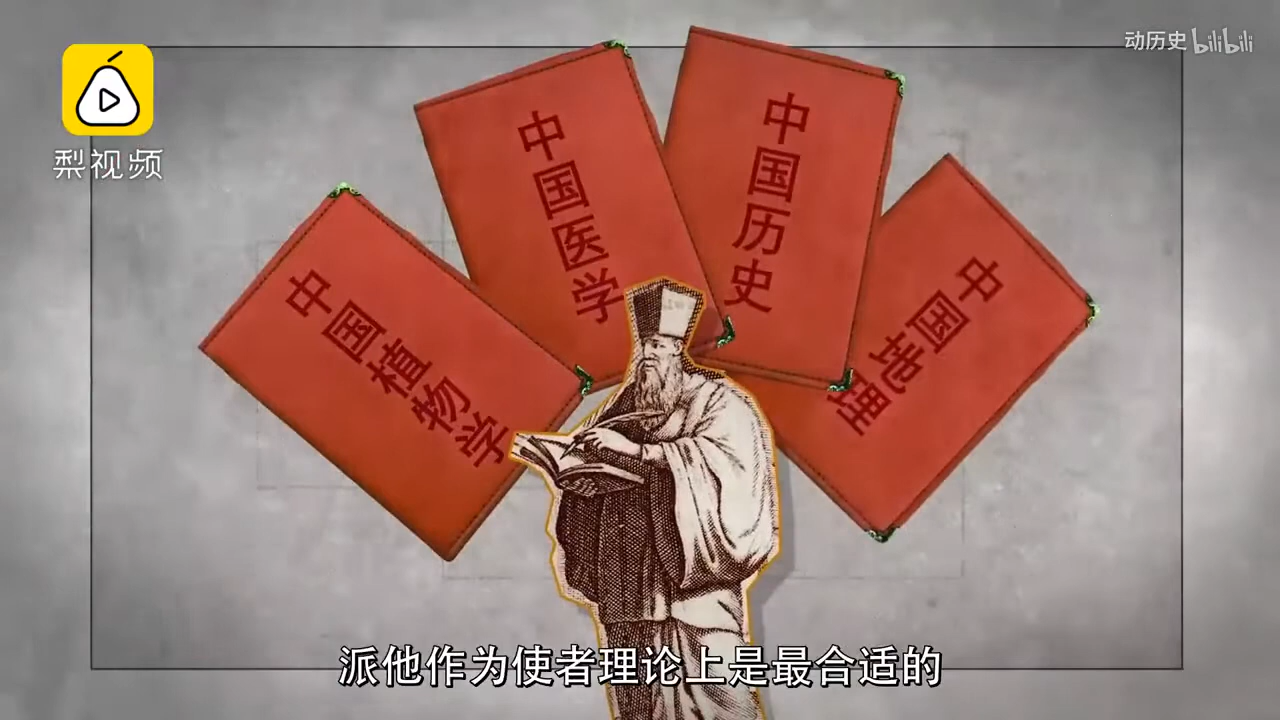 动历史 bilibili
梨视频
中国植物学
中国医学
中国历史
中国地理
派他作为使者理论上是最合适的